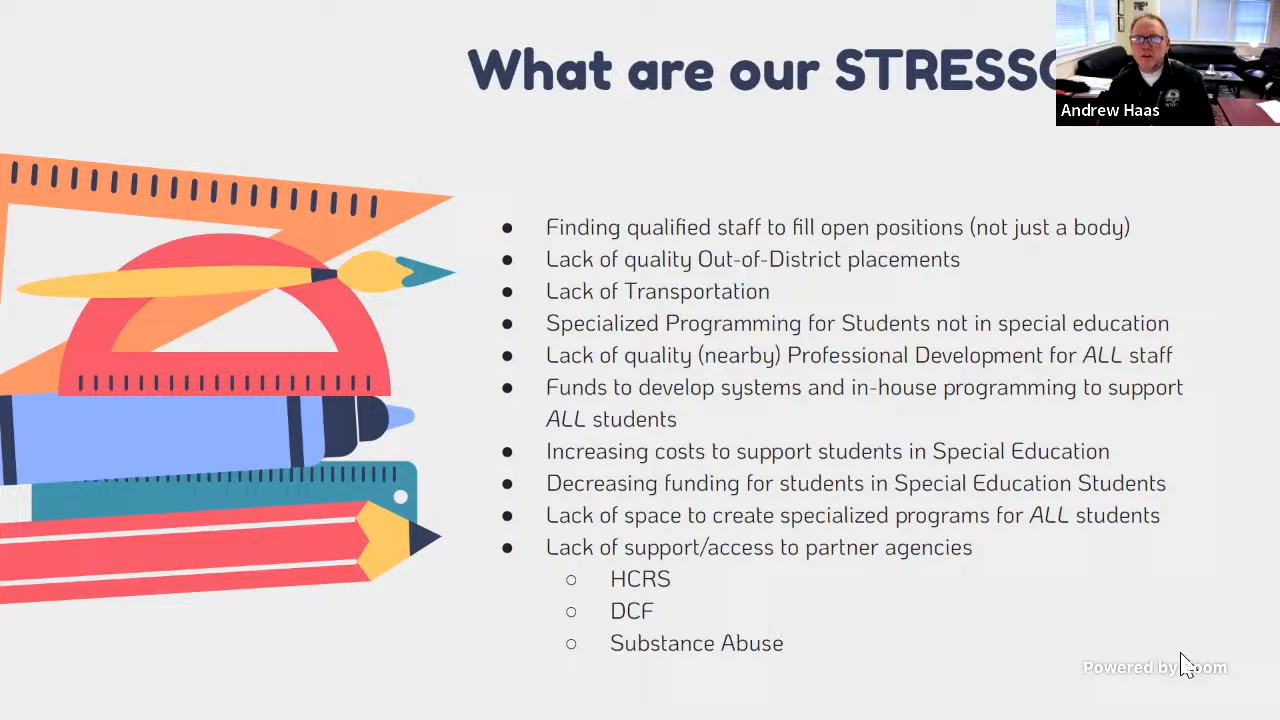 What are our STRESSO
Andrew Haas
● Finding qualified staff to fill open positions (not just a body)
● Lack of quality Out-of-District placements
● Lack of Transportation
● Specialized Programming for Students not in special education
● Lack of quality (nearby) Professional Development for ALL staff
● Funds to develop systems and in-house programming to support
ALL students
● Increasing costs to support students in Special Education
● Decreasing funding for students in Special Education Students
● Lack of space to create specialized programs for ALL students
● Lack of support/access to partner agencies
○ HCRS
○ DCF
○ Substance Abuse
Powered by Zoom